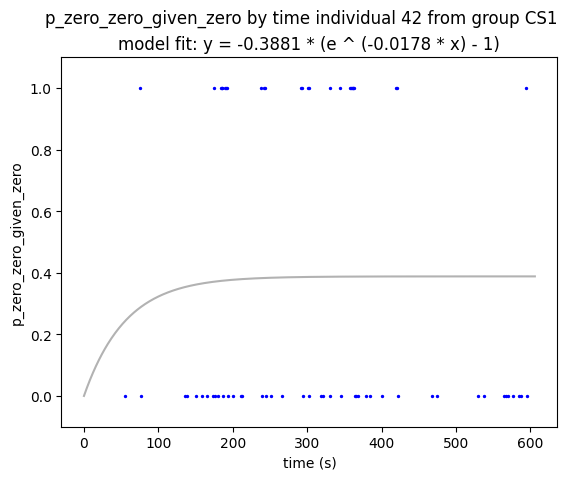 p_zero_zero_given_zero by time individual 42 from group CS1
model fit: y = -0.3881 * (e ^ (-0.0178 * x) - 1)
1.0
0.8
0.6
0.4
0.2
0.0
p_zero_zero_given_zero
0 100 200 300 400 500 600
time (s)